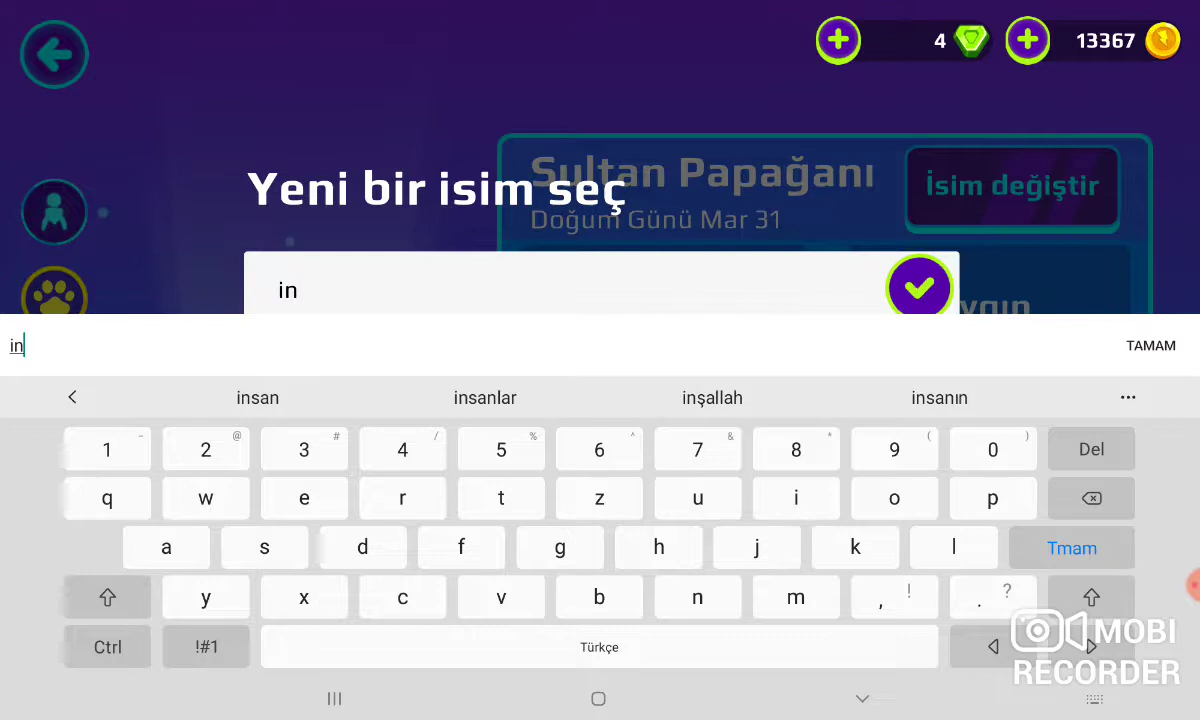 4
13367
Sultan Papağanı
İsim değiştir
Yeni bir isim seç
Doğum Günü Mar 31
in
in
TAMAM
insan insanlar inşallah insanın ...
1 - 2 @ 3 # 4 / 5 % 6 ^ 7 & 8 * 9 ( 0 ) Del
q w e r t z u i o p
a s d f g h j k l Tmam
y x c v b n m , ! . ?
Ctrl !#1 Türkçe
MOBI
RECORDER